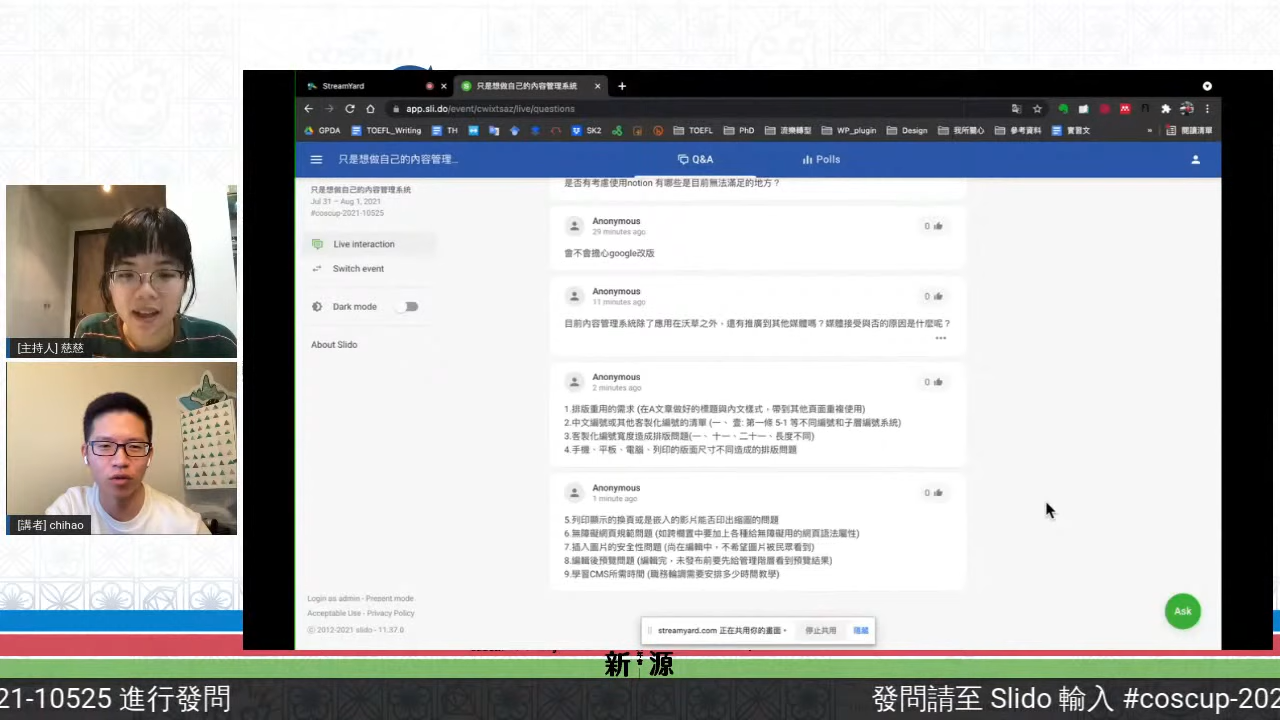 StreamYard
只是想做自己的內容管理系統
app.sli.do/event/cwixtsaz/live/questions
GPDA
TOEFL_Writing
TH
SK2
TOEFL
PhD
流樂轉型
WP_plugin
Design
我所關心
參考資料
實習文
»
閱讀清單
只是想做自己的內容管理...
Q&A
Polls
只是想做自己的內容管理系統
Jul 31 – Aug 1, 2021
#coscup-2021-10525
Live interaction
Switch event
Dark mode
About Slido
是否有考慮使用notion 有哪些是目前無法滿足的地方？
Anonymous
0
29 minutes ago
會不會擔心google改版
Anonymous
0
11 minutes ago
目前內容管理系統除了應用在沃草之外，還有推廣到其他媒體嗎？媒體接受與否的原因是什麼呢？
Anonymous
0
2 minutes ago
1.排版重用的需求 (在A文章做好的標題與內文樣式，帶到其他頁面重複使用)
2.中文編號或其他客製化編號的清單 (一、 壹: 第一條 5-1 等不同編號和子層編號系統)
3.客製化編號寬度造成排版問題(一、 十一、二十一、長度不同)
4.手機、平板、電腦、列印的版面尺寸不同造成的排版問題
Anonymous
0
1 minute ago
5.列印顯示的換頁或是嵌入的影片能否印出縮圖的問題
6.無障礙網頁規範問題 (如跨欄置中要加上各種給無障礙用的網頁語法屬性)
7.插入圖片的安全性問題 (尚在編輯中，不希望圖片被民眾看到)
8.編輯後預覽問題 (編輯完，未發布前要先給管理階層看到預覽結果)
9.學習CMS所需時間 (職務輪調需要安排多少時間教學)
Login as admin - Present mode
Acceptable Use - Privacy Policy
© 2012-2021 slido - 11.37.0
Ask
streamyard.com 正在共用你的畫面。
停止共用
隱藏
[主持人] 慈慈
[講者] chihao
新
源
21-10525 進行發問
發問請至 Slido 輸入 #coscup-202